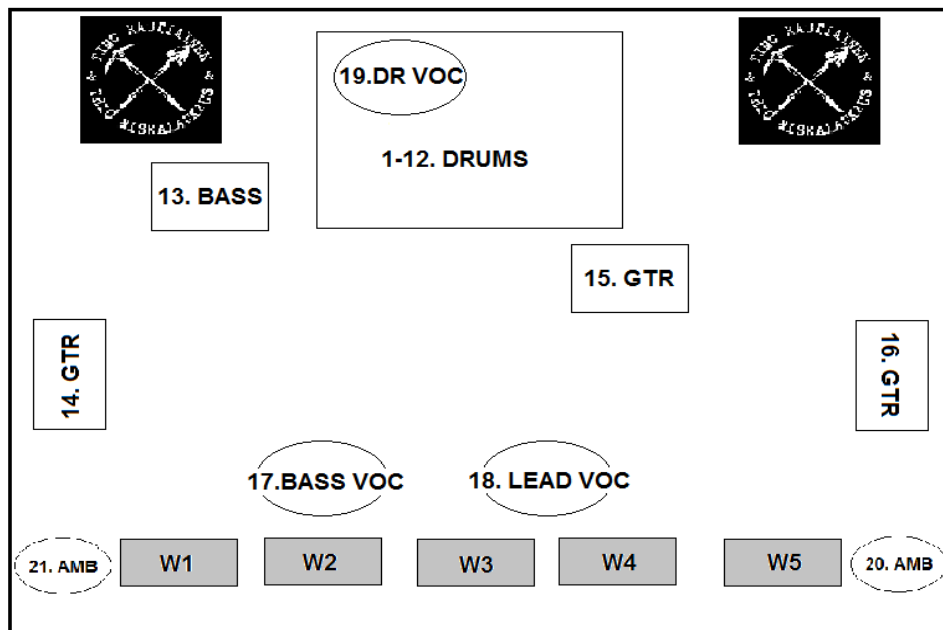 19.DR VOC
1-12. DRUMS
13. BASS
15. GTR
14. GTR
16. GTR
17.BASS VOC
18. LEAD VOC
21. AMB
W1
W2
W3
W4
W5
20. AMB